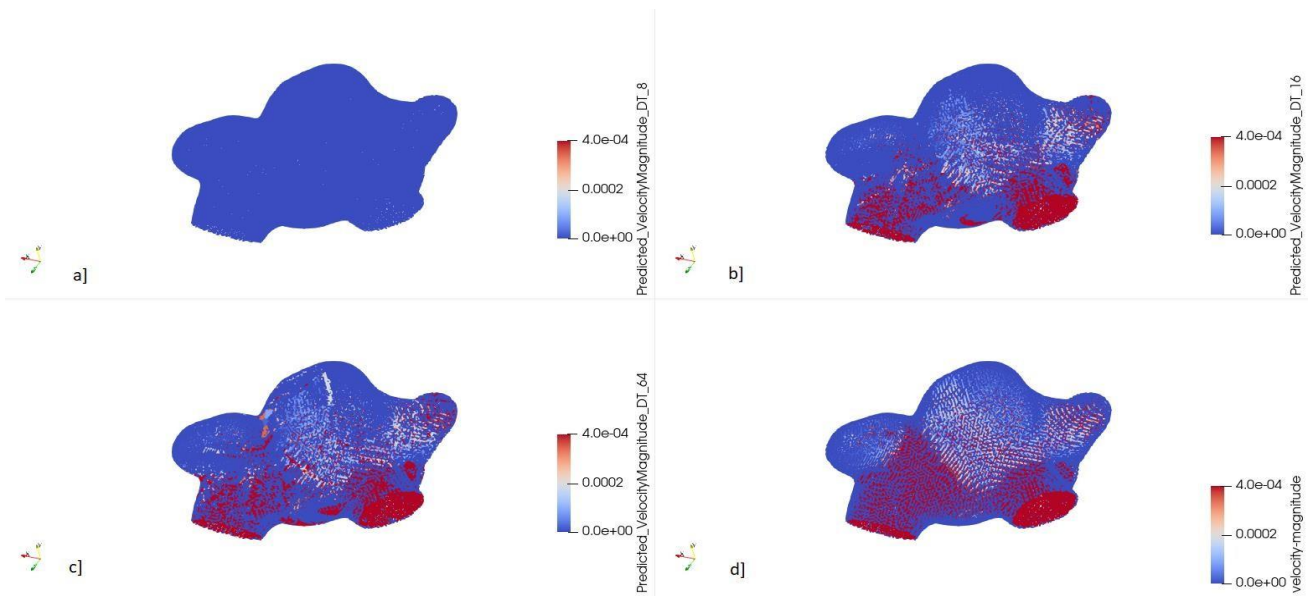 4.0e-04
0.0002
0.0e+00
Predicted_VelocityMagnitude_DT_8
a]
4.0e-04
0.0002
0.0e+00
Predicted_VelocityMagnitude_DT_16
b]
4.0e-04
0.0002
0.0e+00
Predicted_VelocityMagnitude_DT_64
c]
4.0e-04
0.0002
0.0e+00
velocity-magnitude
d]